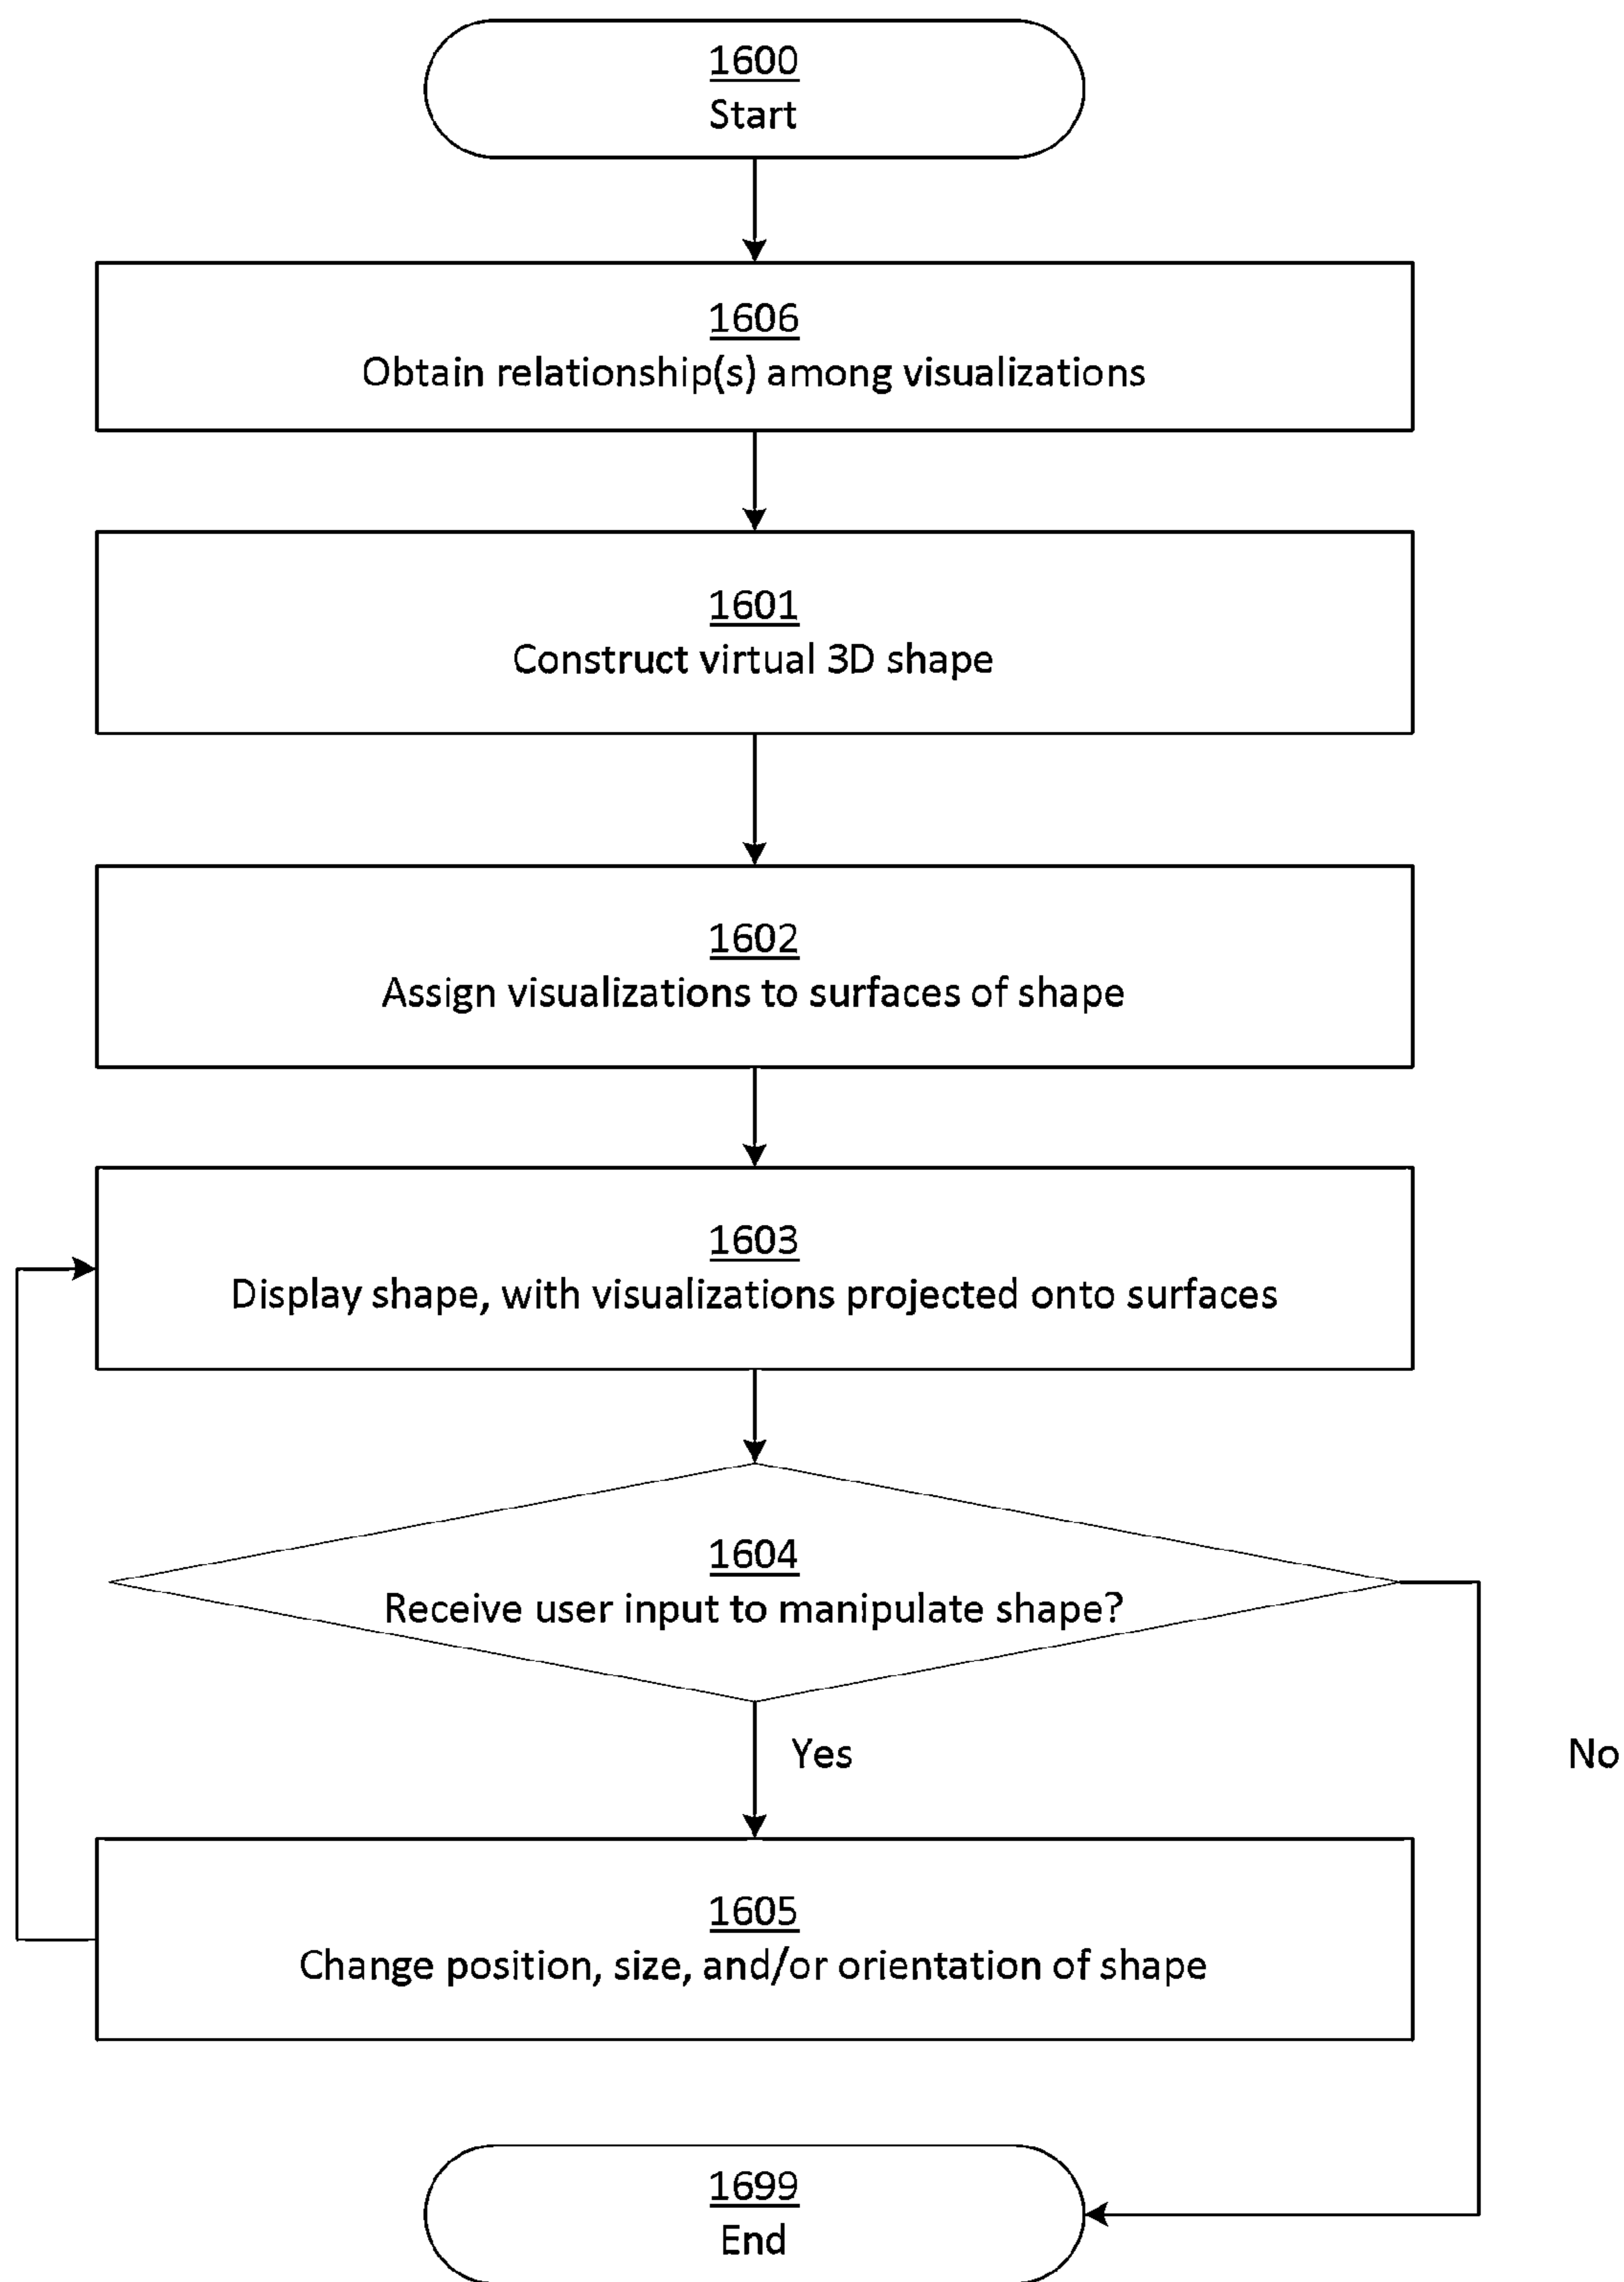 1600
Start
1606
Obtain relationship(s) among visualizations
1601
Construct virtual 3D shape
1602
Assign visualizations to surfaces of shape
1603
Display shape, with visualizations projected onto surfaces
1604
Receive user input to manipulate shape?
Yes
No
1605
Change position, size, and/or orientation of shape
1699
End